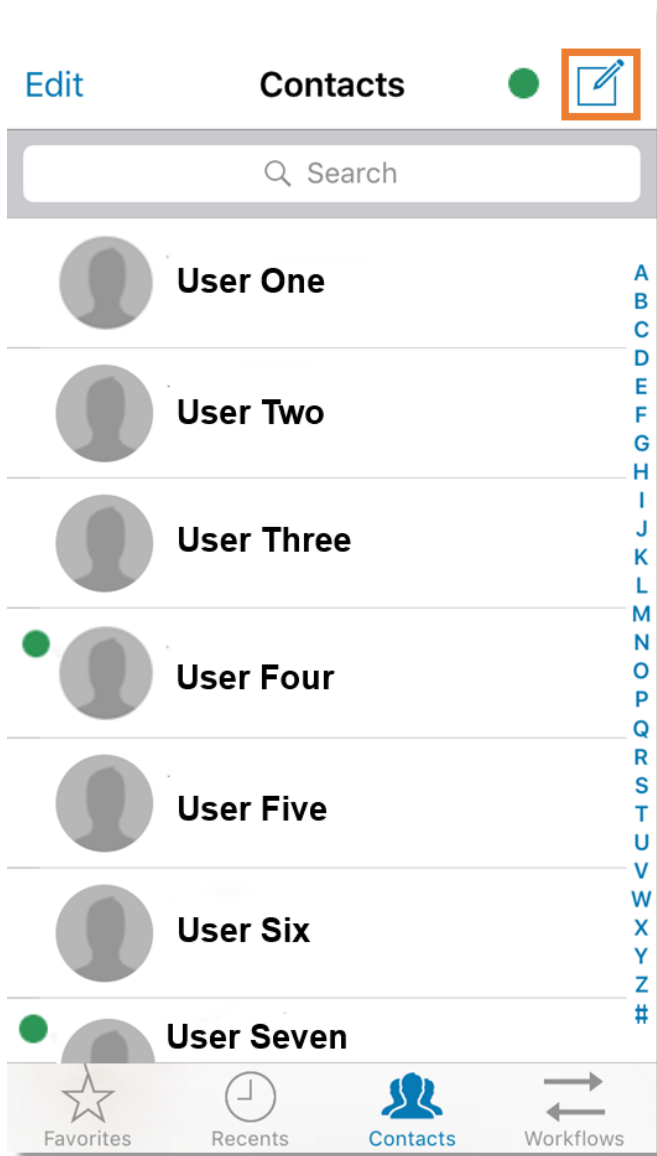 Edit Contacts
Search
User One
User Two
User Three
User Four
User Five
User Six
User Seven
A
B
C
D
E
F
G
H
I
J
K
L
M
N
O
P
Q
R
S
T
U
V
W
X
Y
Z
#
Favorites Recents Contacts Workflows